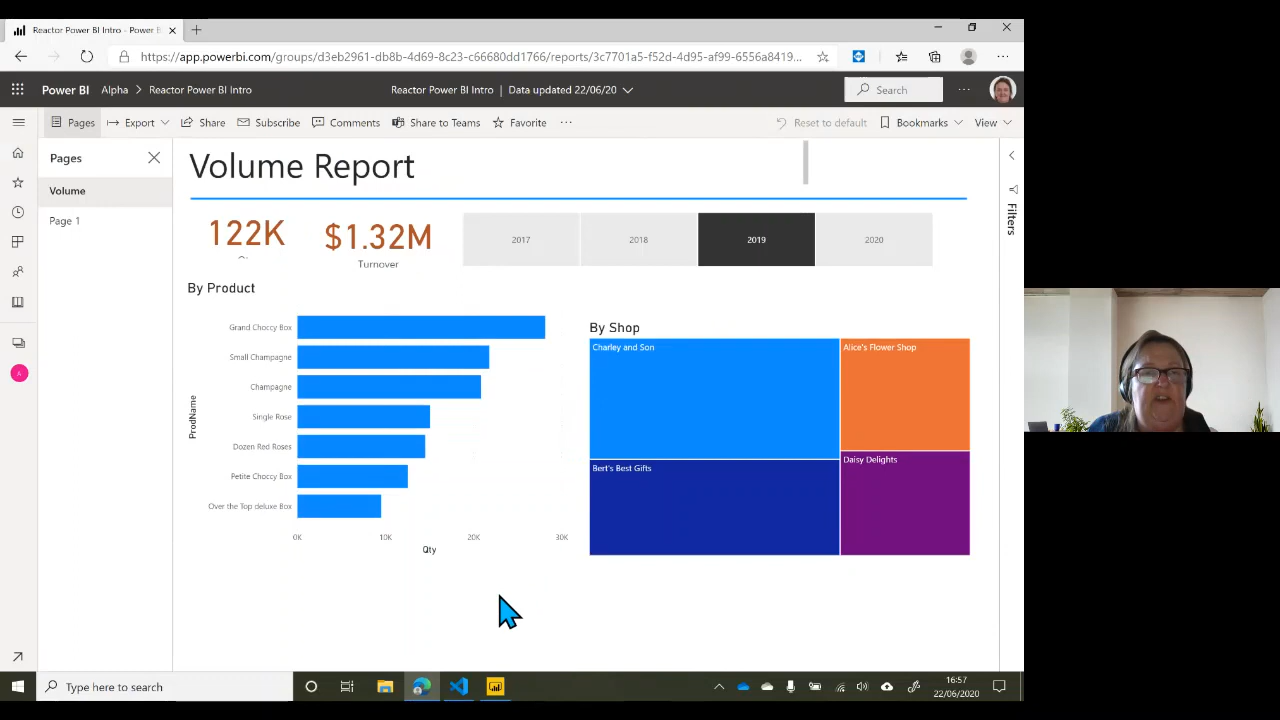 Reactor Power BI Intro - Power B
https://app.powerbi.com/groups/d3eb2961-db8b-4d69-8c23-c66680dd1766/reports/3c7701a5-f52d-4d95-af99-6556a8419...
Power BI Alpha > Reactor Power BI Intro Reactor Power BI Intro | Data updated 22/06/20 Search
Pages Export Share Subscribe Comments Share to Teams Favorite Reset to default Bookmarks View
Pages
Volume
Page 1
Volume Report
122K
$1.32M
Turnover
2017 2018 2019 2020
Filters
By Product
Grand Choccy Box
Small Champagne
Champagne
Single Rose
Dozen Red Roses
Petite Choccy Box
Over the Top deluxe Box
ProdName
0K 10K 20K 30K
Qty
By Shop
Charley and Son
Alice's Flower Shop
Bert's Best Gifts
Daisy Delights
A
Type here to search
16:57
22/06/2020